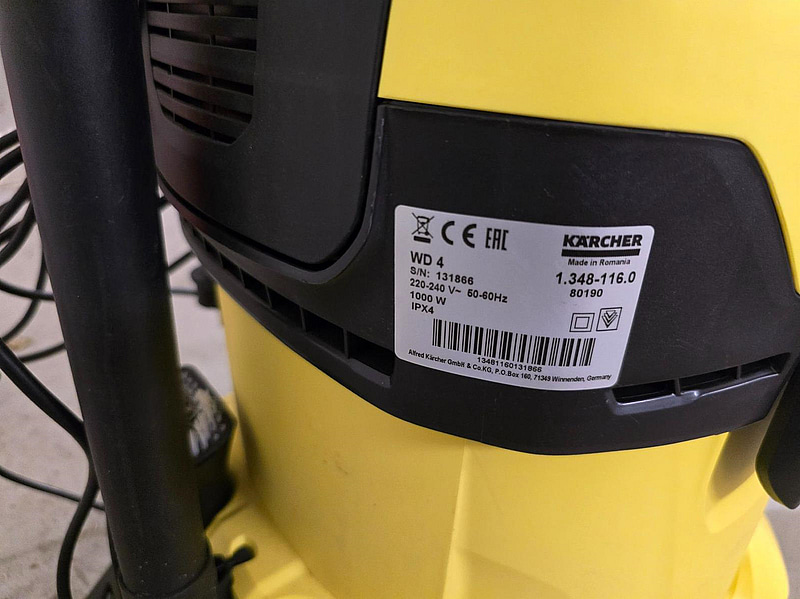 CE EAC
KÄRCHER
Made in Romania
WD 4
S/N: 131866
1.348-116.0
220-240 V~ 50-60Hz
80190
1000 W
IPX4
13481160131866
Alfred Kärcher GmbH & Co.KG, P.O.Box 160, 71349 Winnenden, Germany